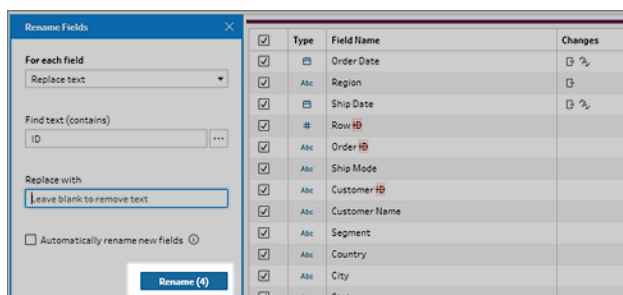 Rename Fields
For each field
Replace text
Find text (contains)
ID
Replace with
Leave blank to remove text
Automatically rename new fields
Rename (4)
Type Field Name Changes
Order Date
Abc Region
Ship Date
# Row ID
Abc Order ID
Abc Ship Mode
Abc Customer ID
Abc Customer Name
Abc Segment
Abc Country
Abc City